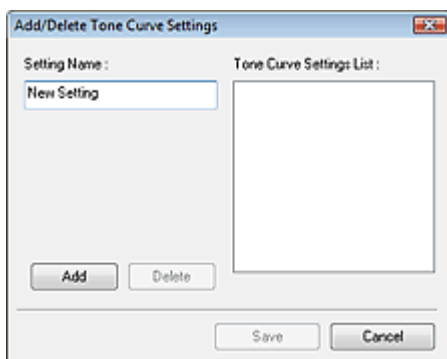 Add/Delete Tone Curve Settings
Setting Name :
New Setting
Tone Curve Settings List :
Add
Delete
Save
Cancel